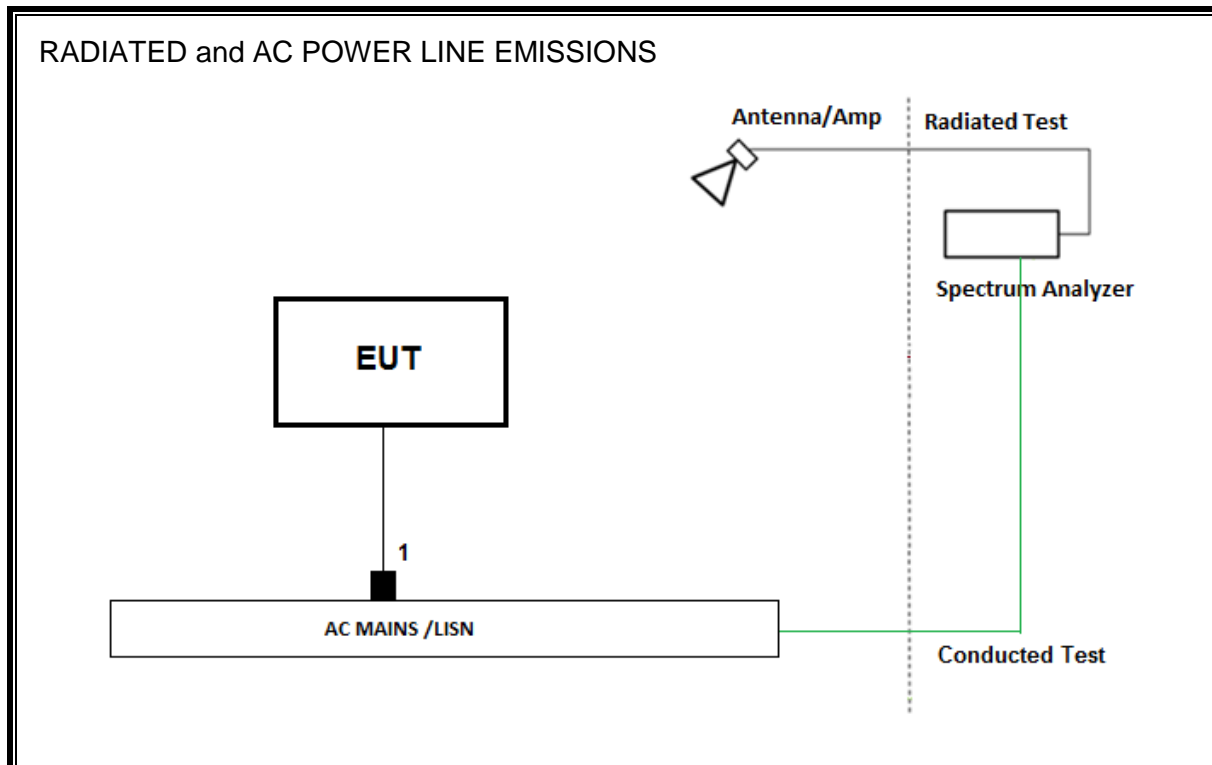 RADIATED and AC POWER LINE EMISSIONS
Antenna/Amp
Radiated Test
Spectrum Analyzer
EUT
1
AC MAINS /LISN
Conducted Test